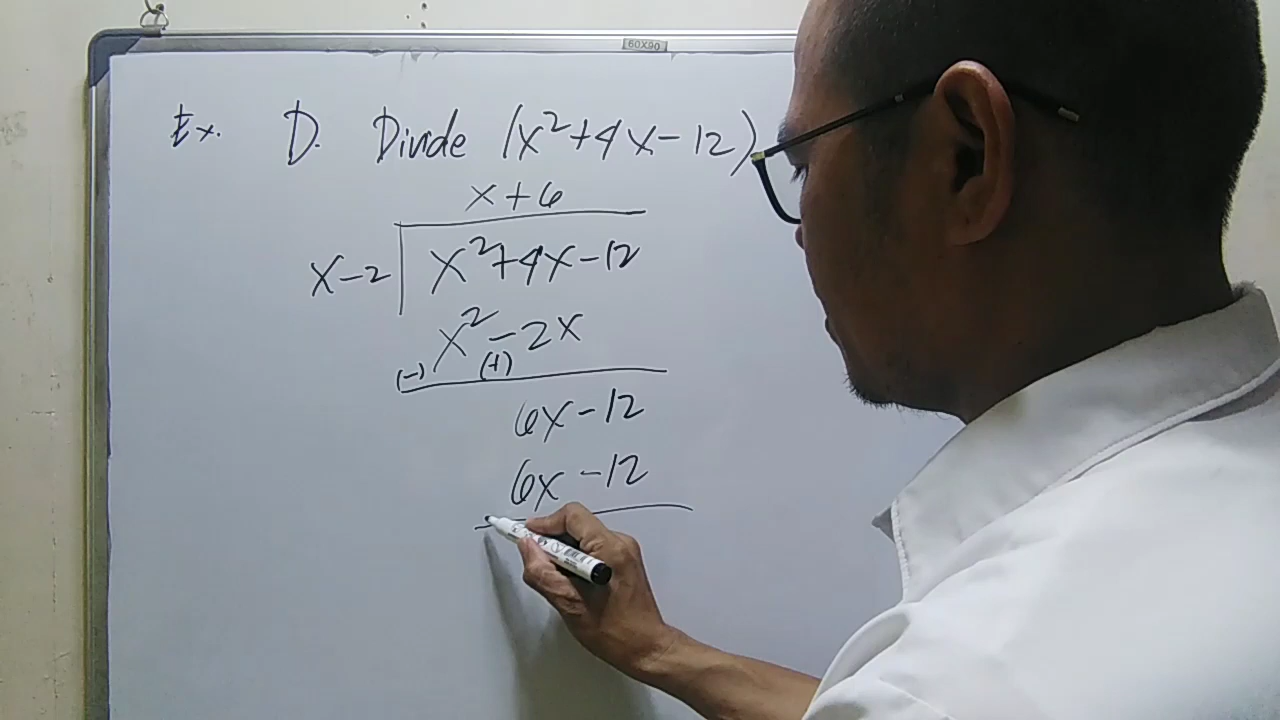 60X90
Ex. D. Divide (x²+4x-12)
x+6
x-2 x²+4x-12
x²-2x
(-) (+)
6x-12
6x-12